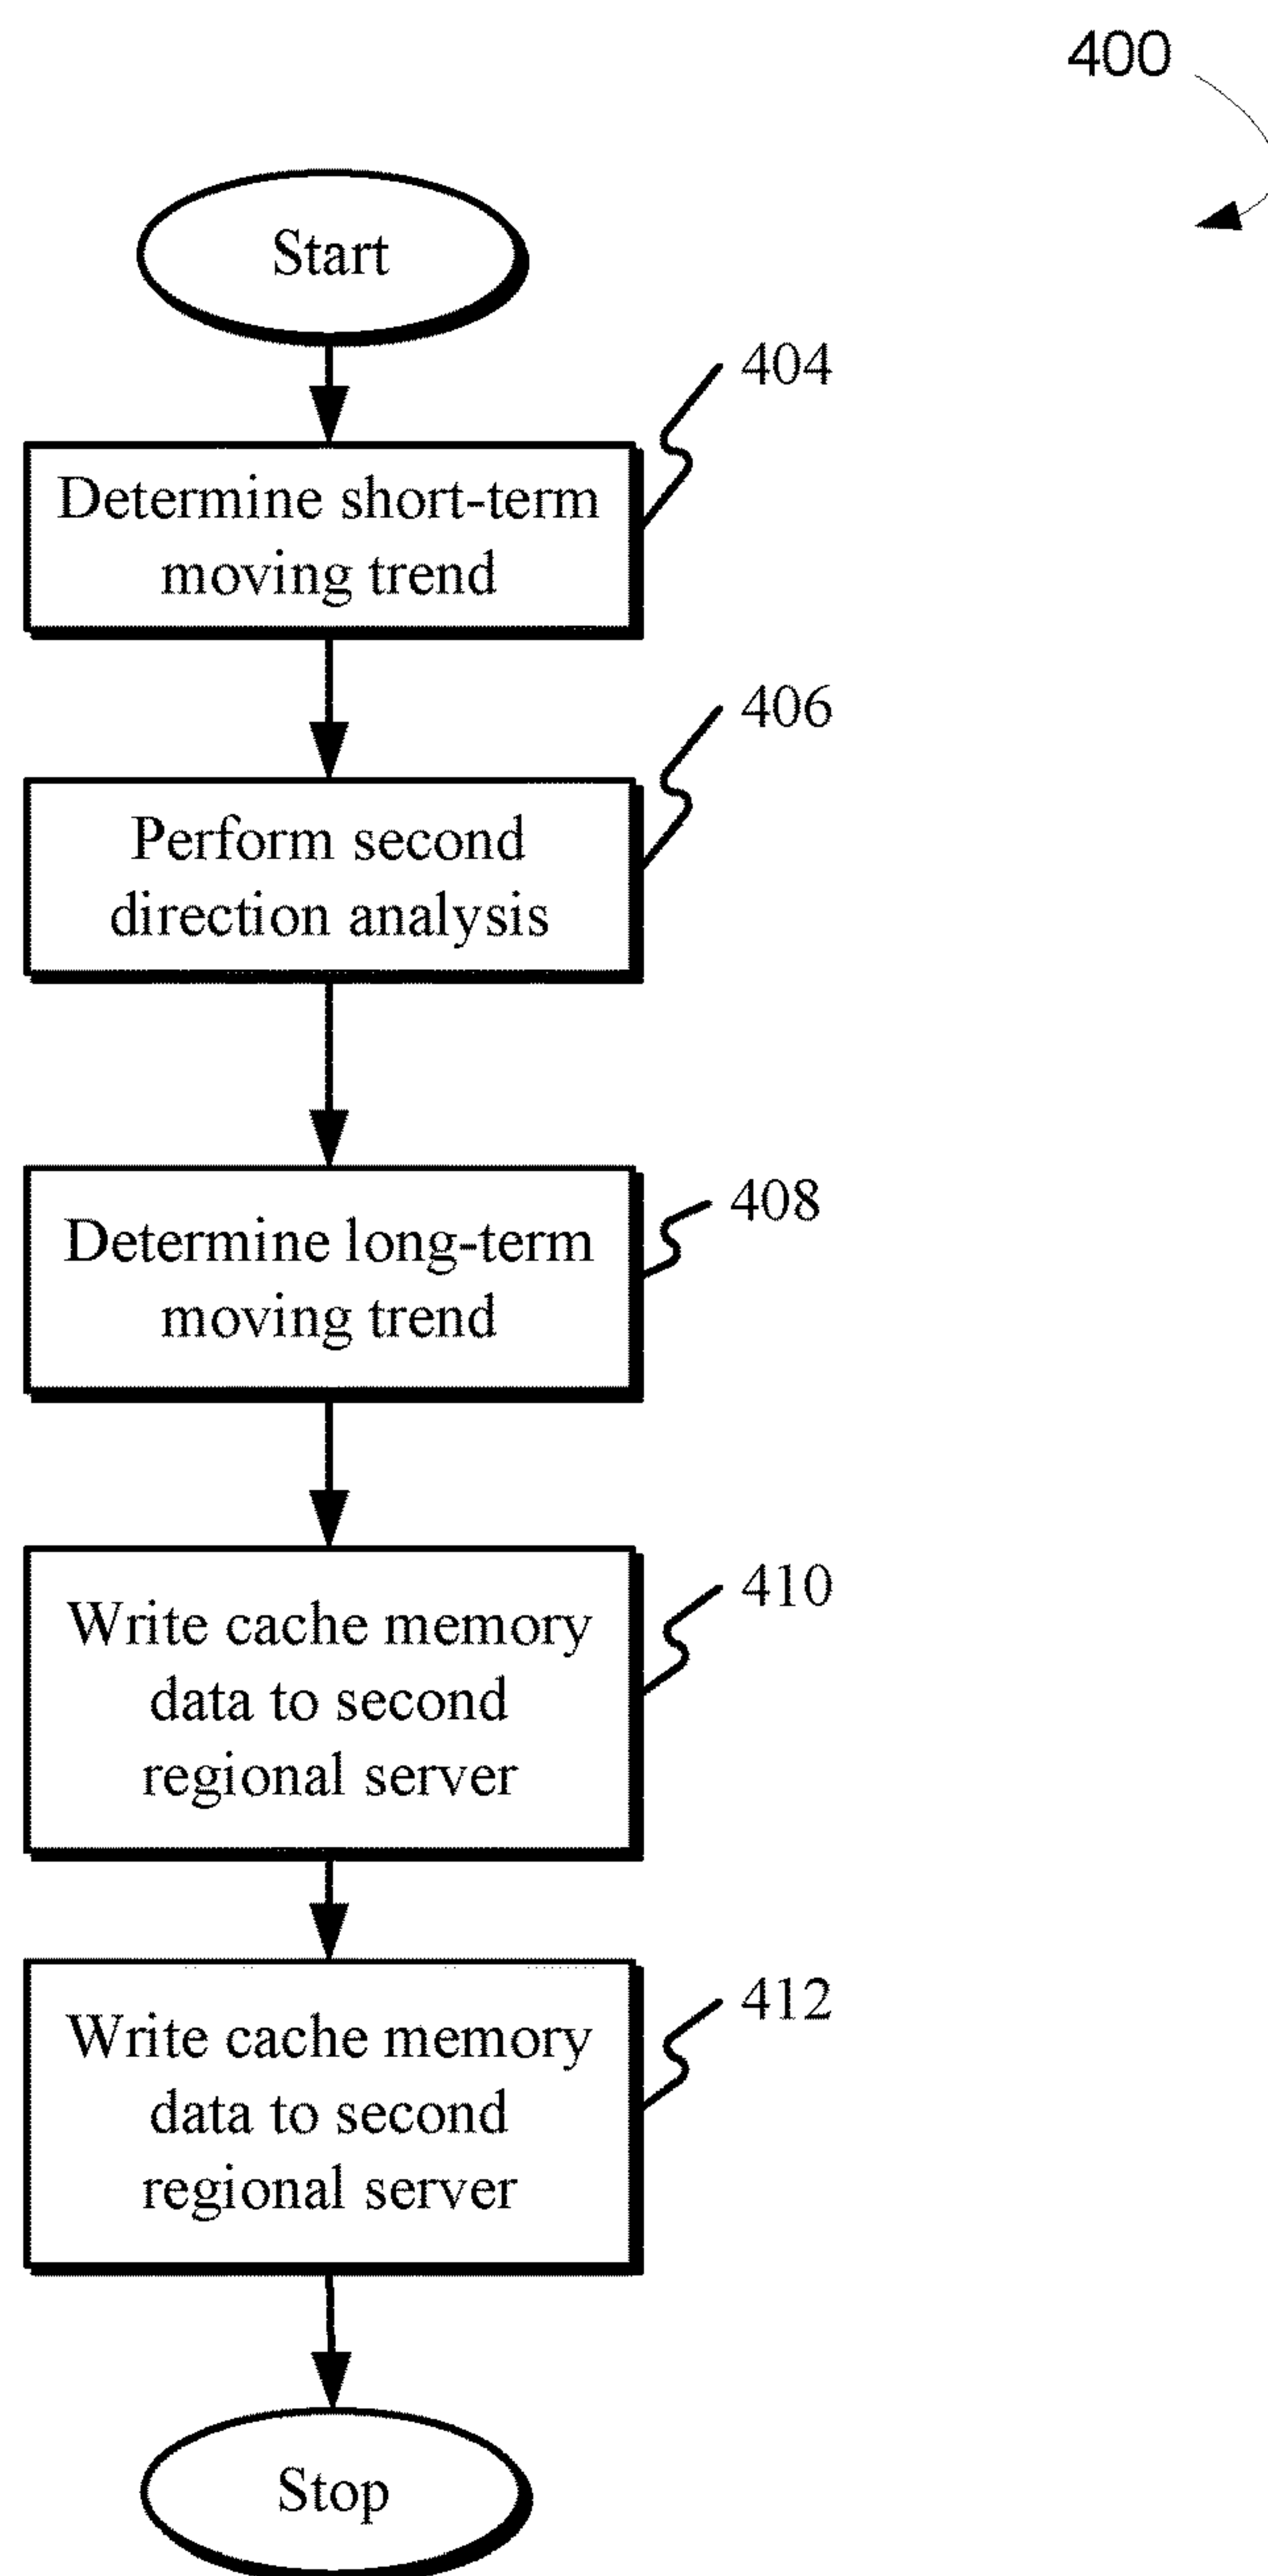 400
Start
404
Determine short-term
moving trend
406
Perform second
direction analysis
408
Determine long-term
moving trend
410
Write cache memory
data to second
regional server
412
Write cache memory
data to second
regional server
Stop